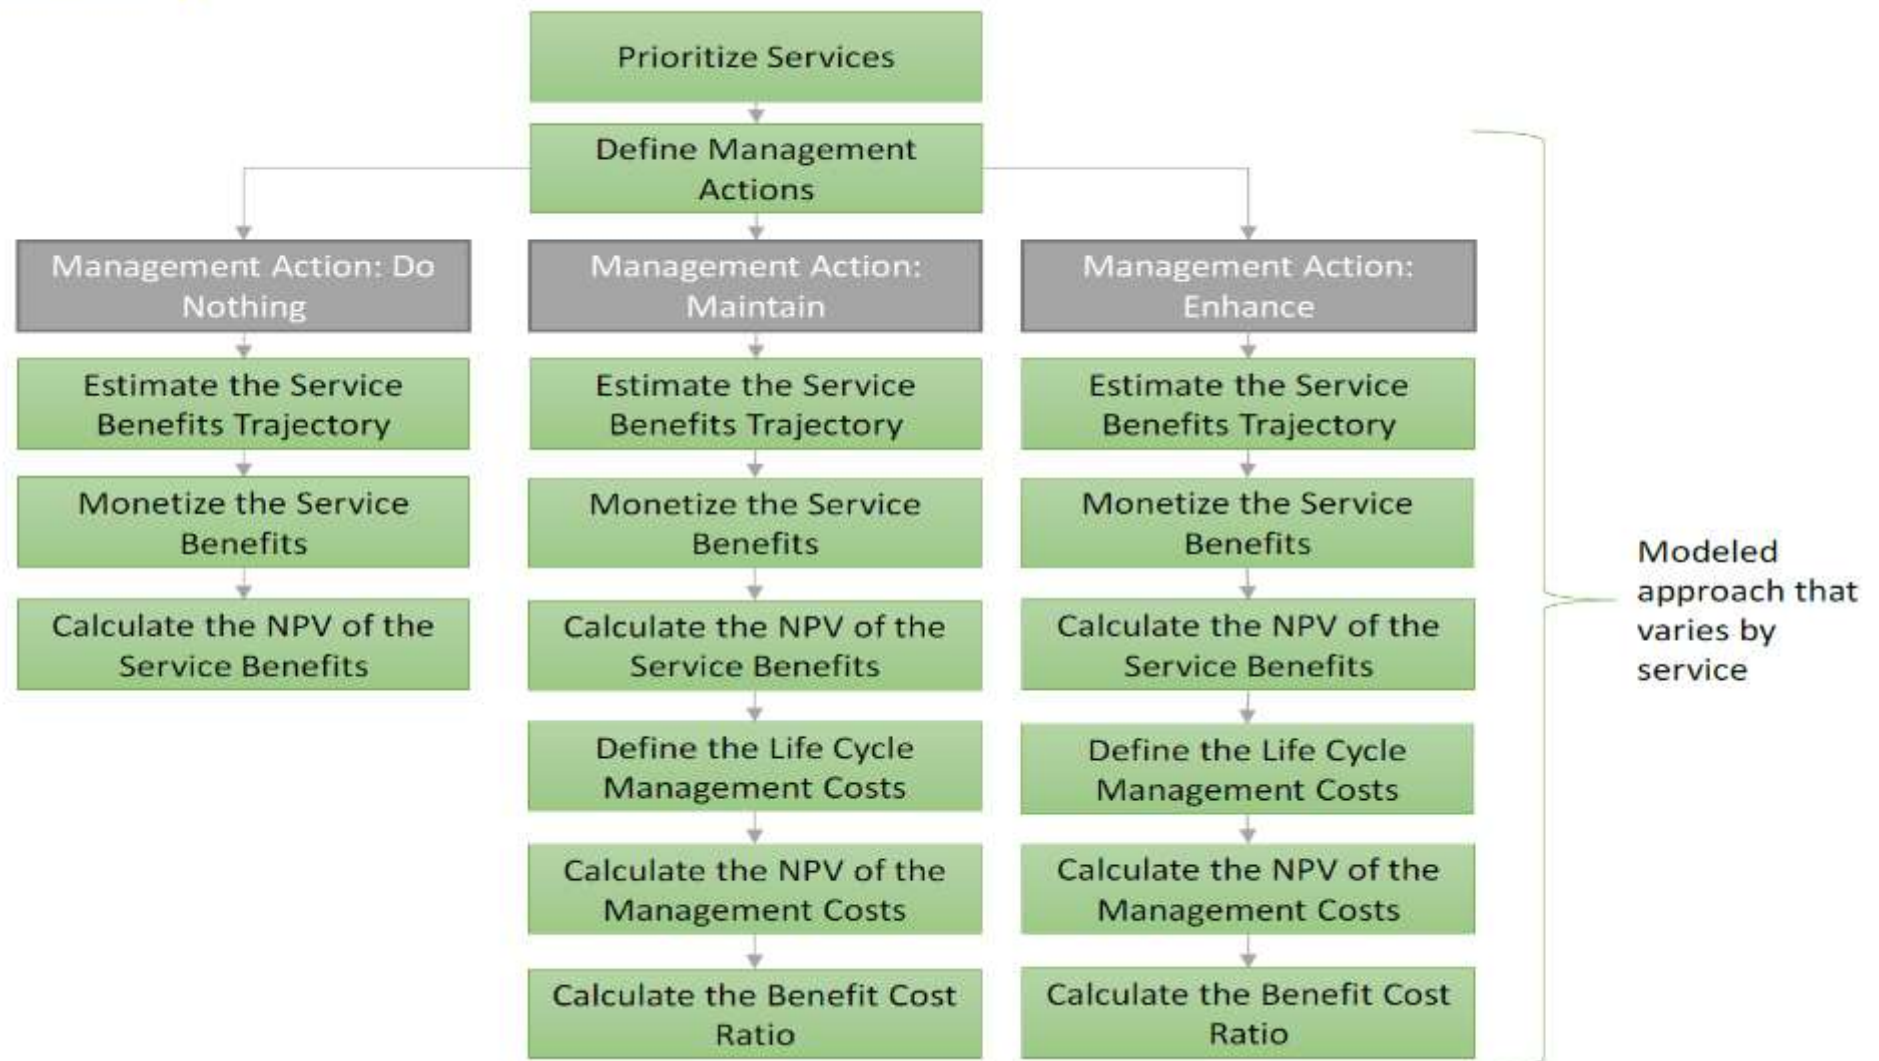 Prioritize Services
Define Management
Actions
Management Action: Do
Nothing
Estimate the Service
Benefits Trajectory
Monetize the Service
Benefits
Calculate the NPV of the
Service Benefits
Management Action:
Maintain
Estimate the Service
Benefits Trajectory
Monetize the Service
Benefits
Calculate the NPV of the
Service Benefits
Define the Life Cycle
Management Costs
Calculate the NPV of the
Management Costs
Calculate the Benefit Cost
Ratio
Management Action:
Enhance
Estimate the Service
Benefits Trajectory
Monetize the Service
Benefits
Calculate the NPV of the
Service Benefits
Define the Life Cycle
Management Costs
Calculate the NPV of the
Management Costs
Calculate the Benefit Cost
Ratio
Modeled
approach that
varies by
service